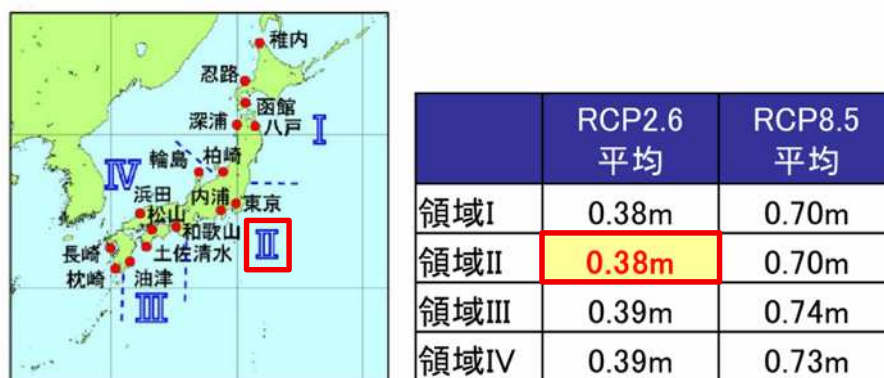 稚内
忍路
函館
深浦
八戸
I
輪島 柏崎
IV
浜田
内浦
東京
松山
和歌山
II
長崎
土佐清水
枕崎
油津
III
RCP2.6 平均
RCP8.5 平均
領域I 0.38m 0.70m
領域II 0.38m 0.70m
領域III 0.39m 0.74m
領域IV 0.39m 0.73m